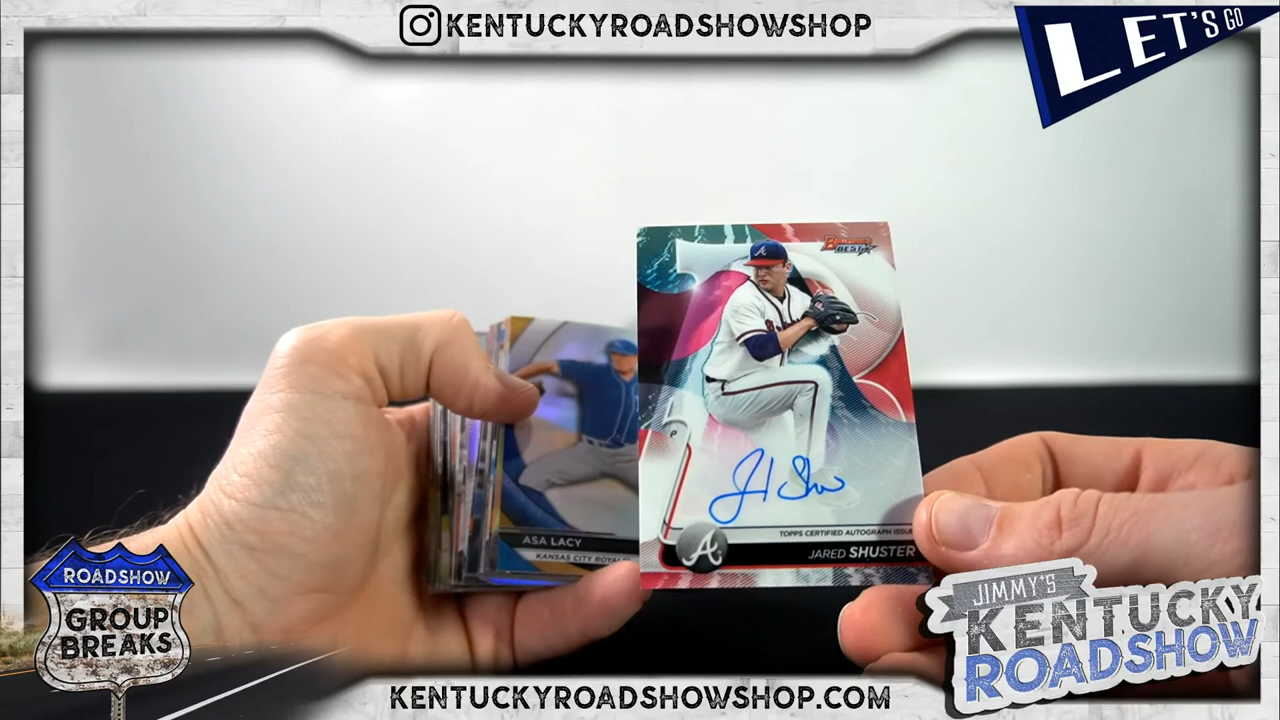 KENTUCKYROADSHOWSHOP
LET'S GO
BOWMAN'S
BEST
P
TOPPS CERTIFIED AUTOGRAPH ISSUE
JARED SHUSTER
ASA LACY
KANSAS CITY ROYALS
ROADSHOW
GROUP
BREAKS
JIMMY'S
KENTUCKY
ROADSHOW
KENTUCKYROADSHOWSHOP.COM